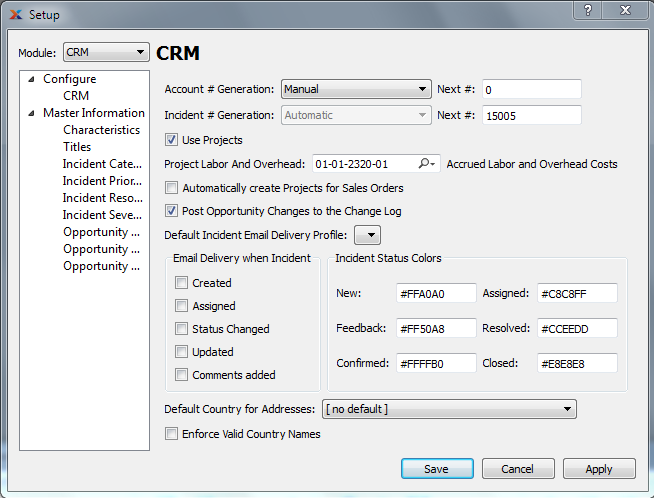 Setup
Module: CRM
CRM
Configure
CRM
Master Information
Characteristics
Titles
Incident Cate...
Incident Prior...
Incident Reso...
Incident Seve...
Opportunity ...
Opportunity ...
Opportunity ...
Account # Generation: Manual Next #: 0
Incident # Generation: Automatic Next #: 15005
Use Projects
Project Labor And Overhead: 01-01-2320-01 Accrued Labor and Overhead Costs
Automatically create Projects for Sales Orders
Post Opportunity Changes to the Change Log
Default Incident Email Delivery Profile:
Email Delivery when Incident
Created
Assigned
Status Changed
Updated
Comments added
Incident Status Colors
New: #FFA0A0 Assigned: #C8C8FF
Feedback: #FF50A8 Resolved: #CCEEDD
Confirmed: #FFFFB0 Closed: #E8E8E8
Default Country for Addresses: [ no default ]
Enforce Valid Country Names
Save Cancel Apply